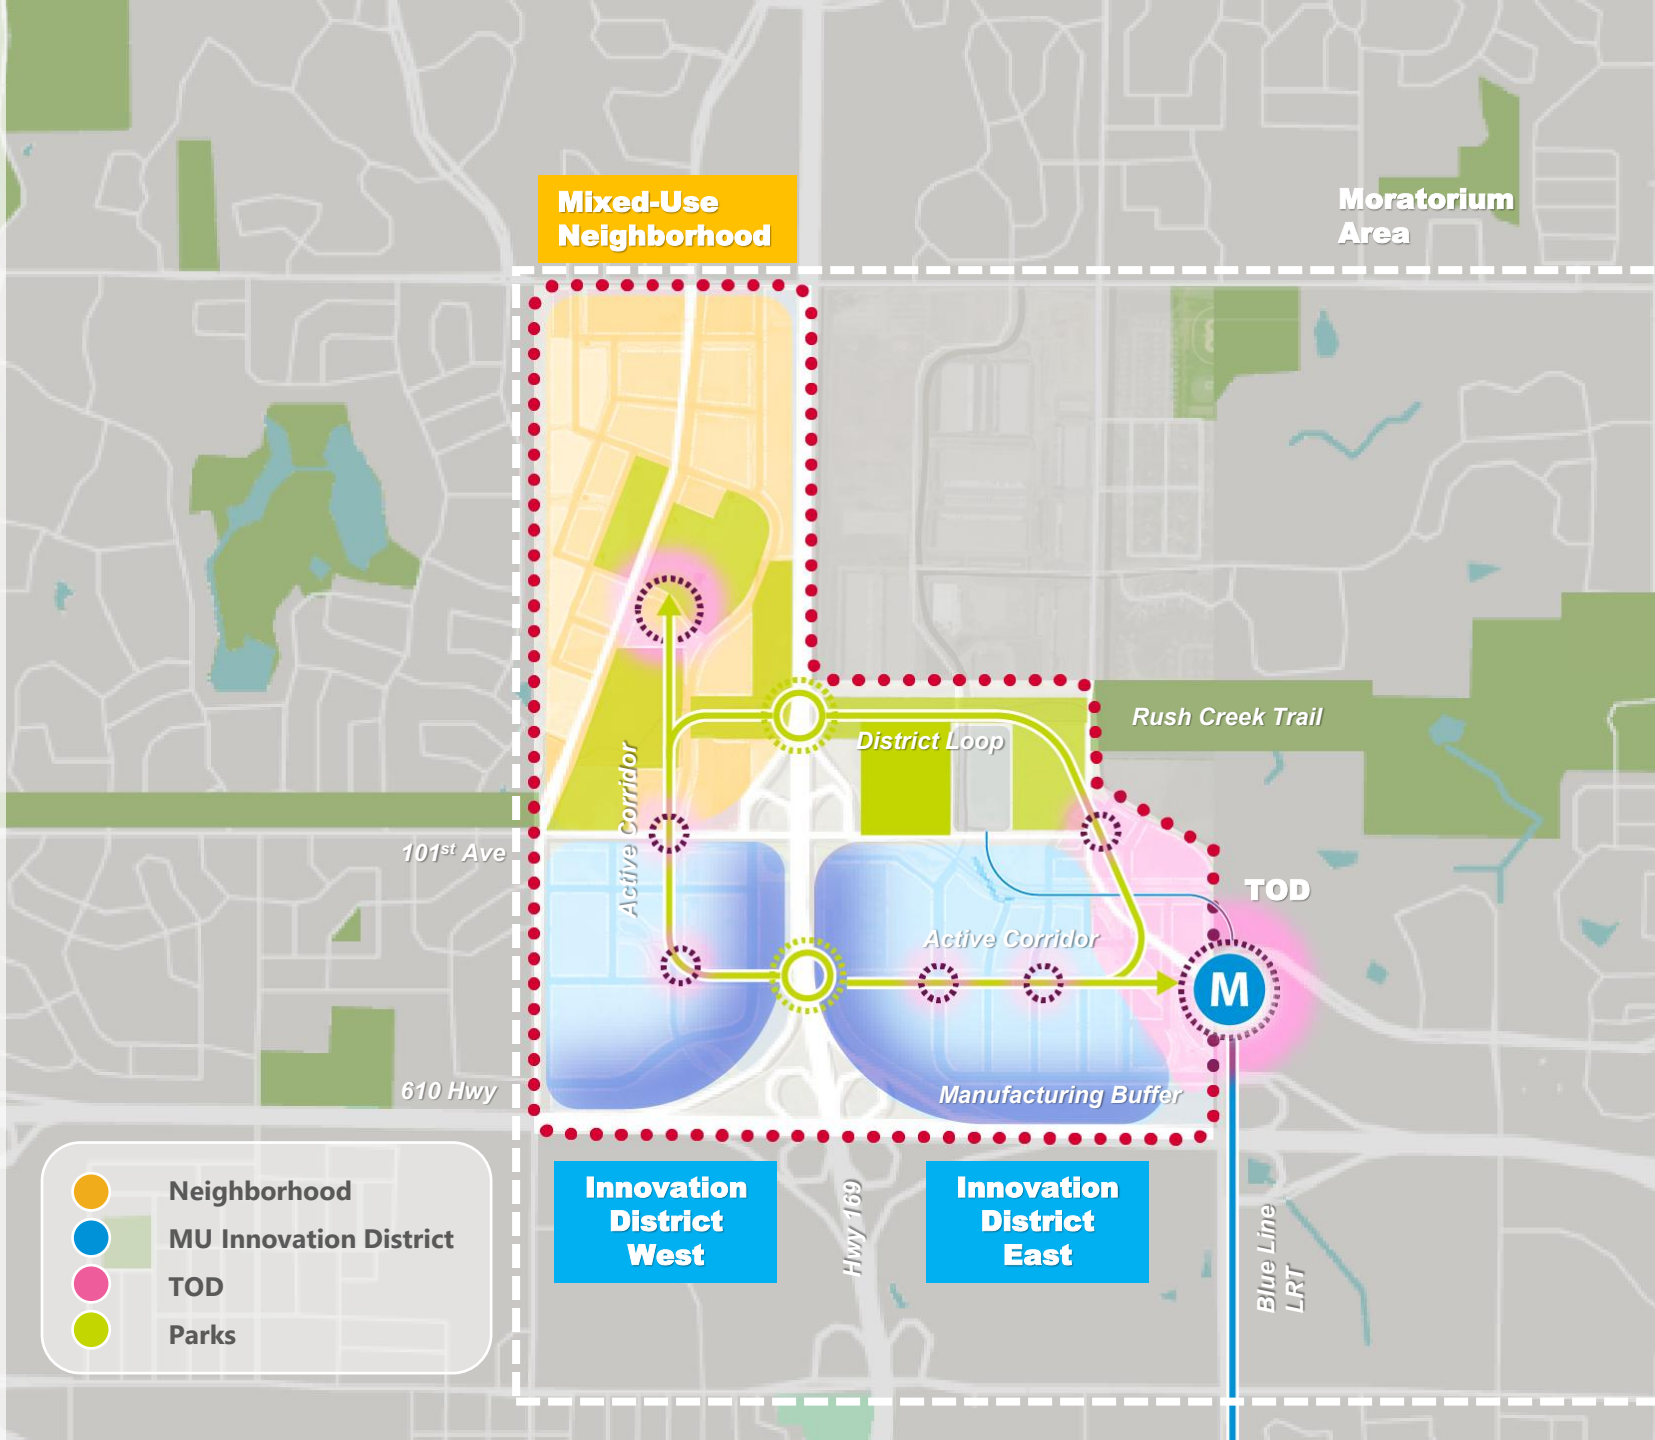 Mixed-Use
Neighborhood
Moratorium
Area
Rush Creek Trail
District Loop
Active Corridor
101st Ave
TOD
Active Corridor
M
610 Hwy
Manufacturing Buffer
Innovation
District
West
Hwy 169
Innovation
District
East
Blue Line
LRT
Neighborhood
MU Innovation District
TOD
Parks